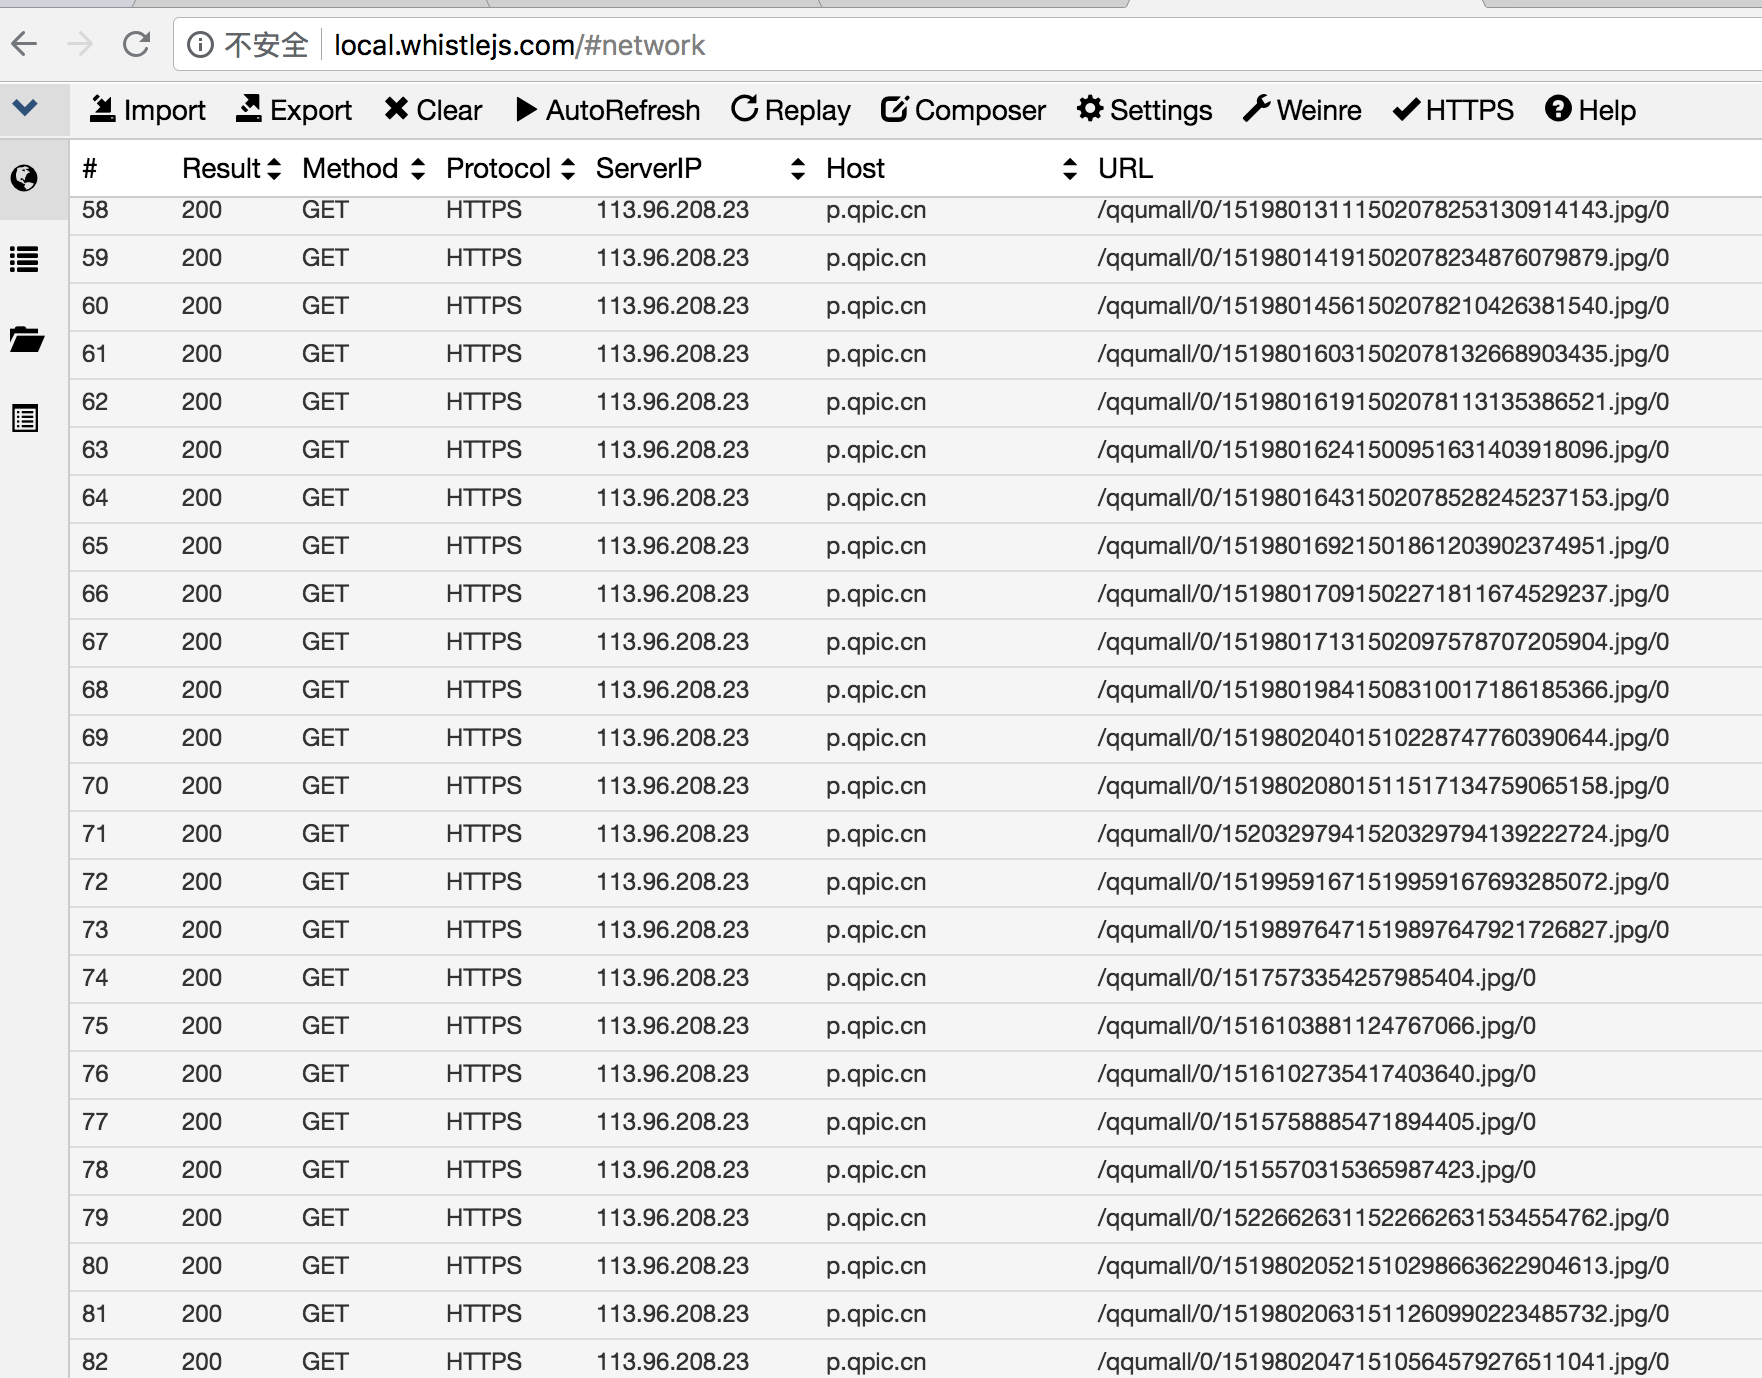 不安全 local.whistlejs.com/#network
Import Export Clear AutoRefresh Replay Composer Settings Weinre HTTPS Help
# Result Method Protocol ServerIP Host URL
58 200 GET HTTPS 113.96.208.23 p.qpic.cn /qqumall/0/15198013111502078253130914143.jpg/0
59 200 GET HTTPS 113.96.208.23 p.qpic.cn /qqumall/0/15198014191502078234876079879.jpg/0
60 200 GET HTTPS 113.96.208.23 p.qpic.cn /qqumall/0/15198014561502078210426381540.jpg/0
61 200 GET HTTPS 113.96.208.23 p.qpic.cn /qqumall/0/15198016031502078132668903435.jpg/0
62 200 GET HTTPS 113.96.208.23 p.qpic.cn /qqumall/0/15198016191502078113135386521.jpg/0
63 200 GET HTTPS 113.96.208.23 p.qpic.cn /qqumall/0/15198016241500951631403918096.jpg/0
64 200 GET HTTPS 113.96.208.23 p.qpic.cn /qqumall/0/15198016431502078528245237153.jpg/0
65 200 GET HTTPS 113.96.208.23 p.qpic.cn /qqumall/0/15198016921501861203902374951.jpg/0
66 200 GET HTTPS 113.96.208.23 p.qpic.cn /qqumall/0/15198017091502271811674529237.jpg/0
67 200 GET HTTPS 113.96.208.23 p.qpic.cn /qqumall/0/15198017131502097578707205904.jpg/0
68 200 GET HTTPS 113.96.208.23 p.qpic.cn /qqumall/0/15198019841508310017186185366.jpg/0
69 200 GET HTTPS 113.96.208.23 p.qpic.cn /qqumall/0/15198020401510228747760390644.jpg/0
70 200 GET HTTPS 113.96.208.23 p.qpic.cn /qqumall/0/15198020801511517134759065158.jpg/0
71 200 GET HTTPS 113.96.208.23 p.qpic.cn /qqumall/0/15203297941520329794139222724.jpg/0
72 200 GET HTTPS 113.96.208.23 p.qpic.cn /qqumall/0/15199591671519959167693285072.jpg/0
73 200 GET HTTPS 113.96.208.23 p.qpic.cn /qqumall/0/15198976471519897647921726827.jpg/0
74 200 GET HTTPS 113.96.208.23 p.qpic.cn /qqumall/0/1517573354257985404.jpg/0
75 200 GET HTTPS 113.96.208.23 p.qpic.cn /qqumall/0/1516103881124767066.jpg/0
76 200 GET HTTPS 113.96.208.23 p.qpic.cn /qqumall/0/1516102735417403640.jpg/0
77 200 GET HTTPS 113.96.208.23 p.qpic.cn /qqumall/0/1515758885471894405.jpg/0
78 200 GET HTTPS 113.96.208.23 p.qpic.cn /qqumall/0/1515570315365987423.jpg/0
79 200 GET HTTPS 113.96.208.23 p.qpic.cn /qqumall/0/15226626311522662631534554762.jpg/0
80 200 GET HTTPS 113.96.208.23 p.qpic.cn /qqumall/0/15198020521510298663622904613.jpg/0
81 200 GET HTTPS 113.96.208.23 p.qpic.cn /qqumall/0/15198020631511260990223485732.jpg/0
82 200 GET HTTPS 113.96.208.23 p.qpic.cn /qqumall/0/15198020471510564579276511041.jpg/0